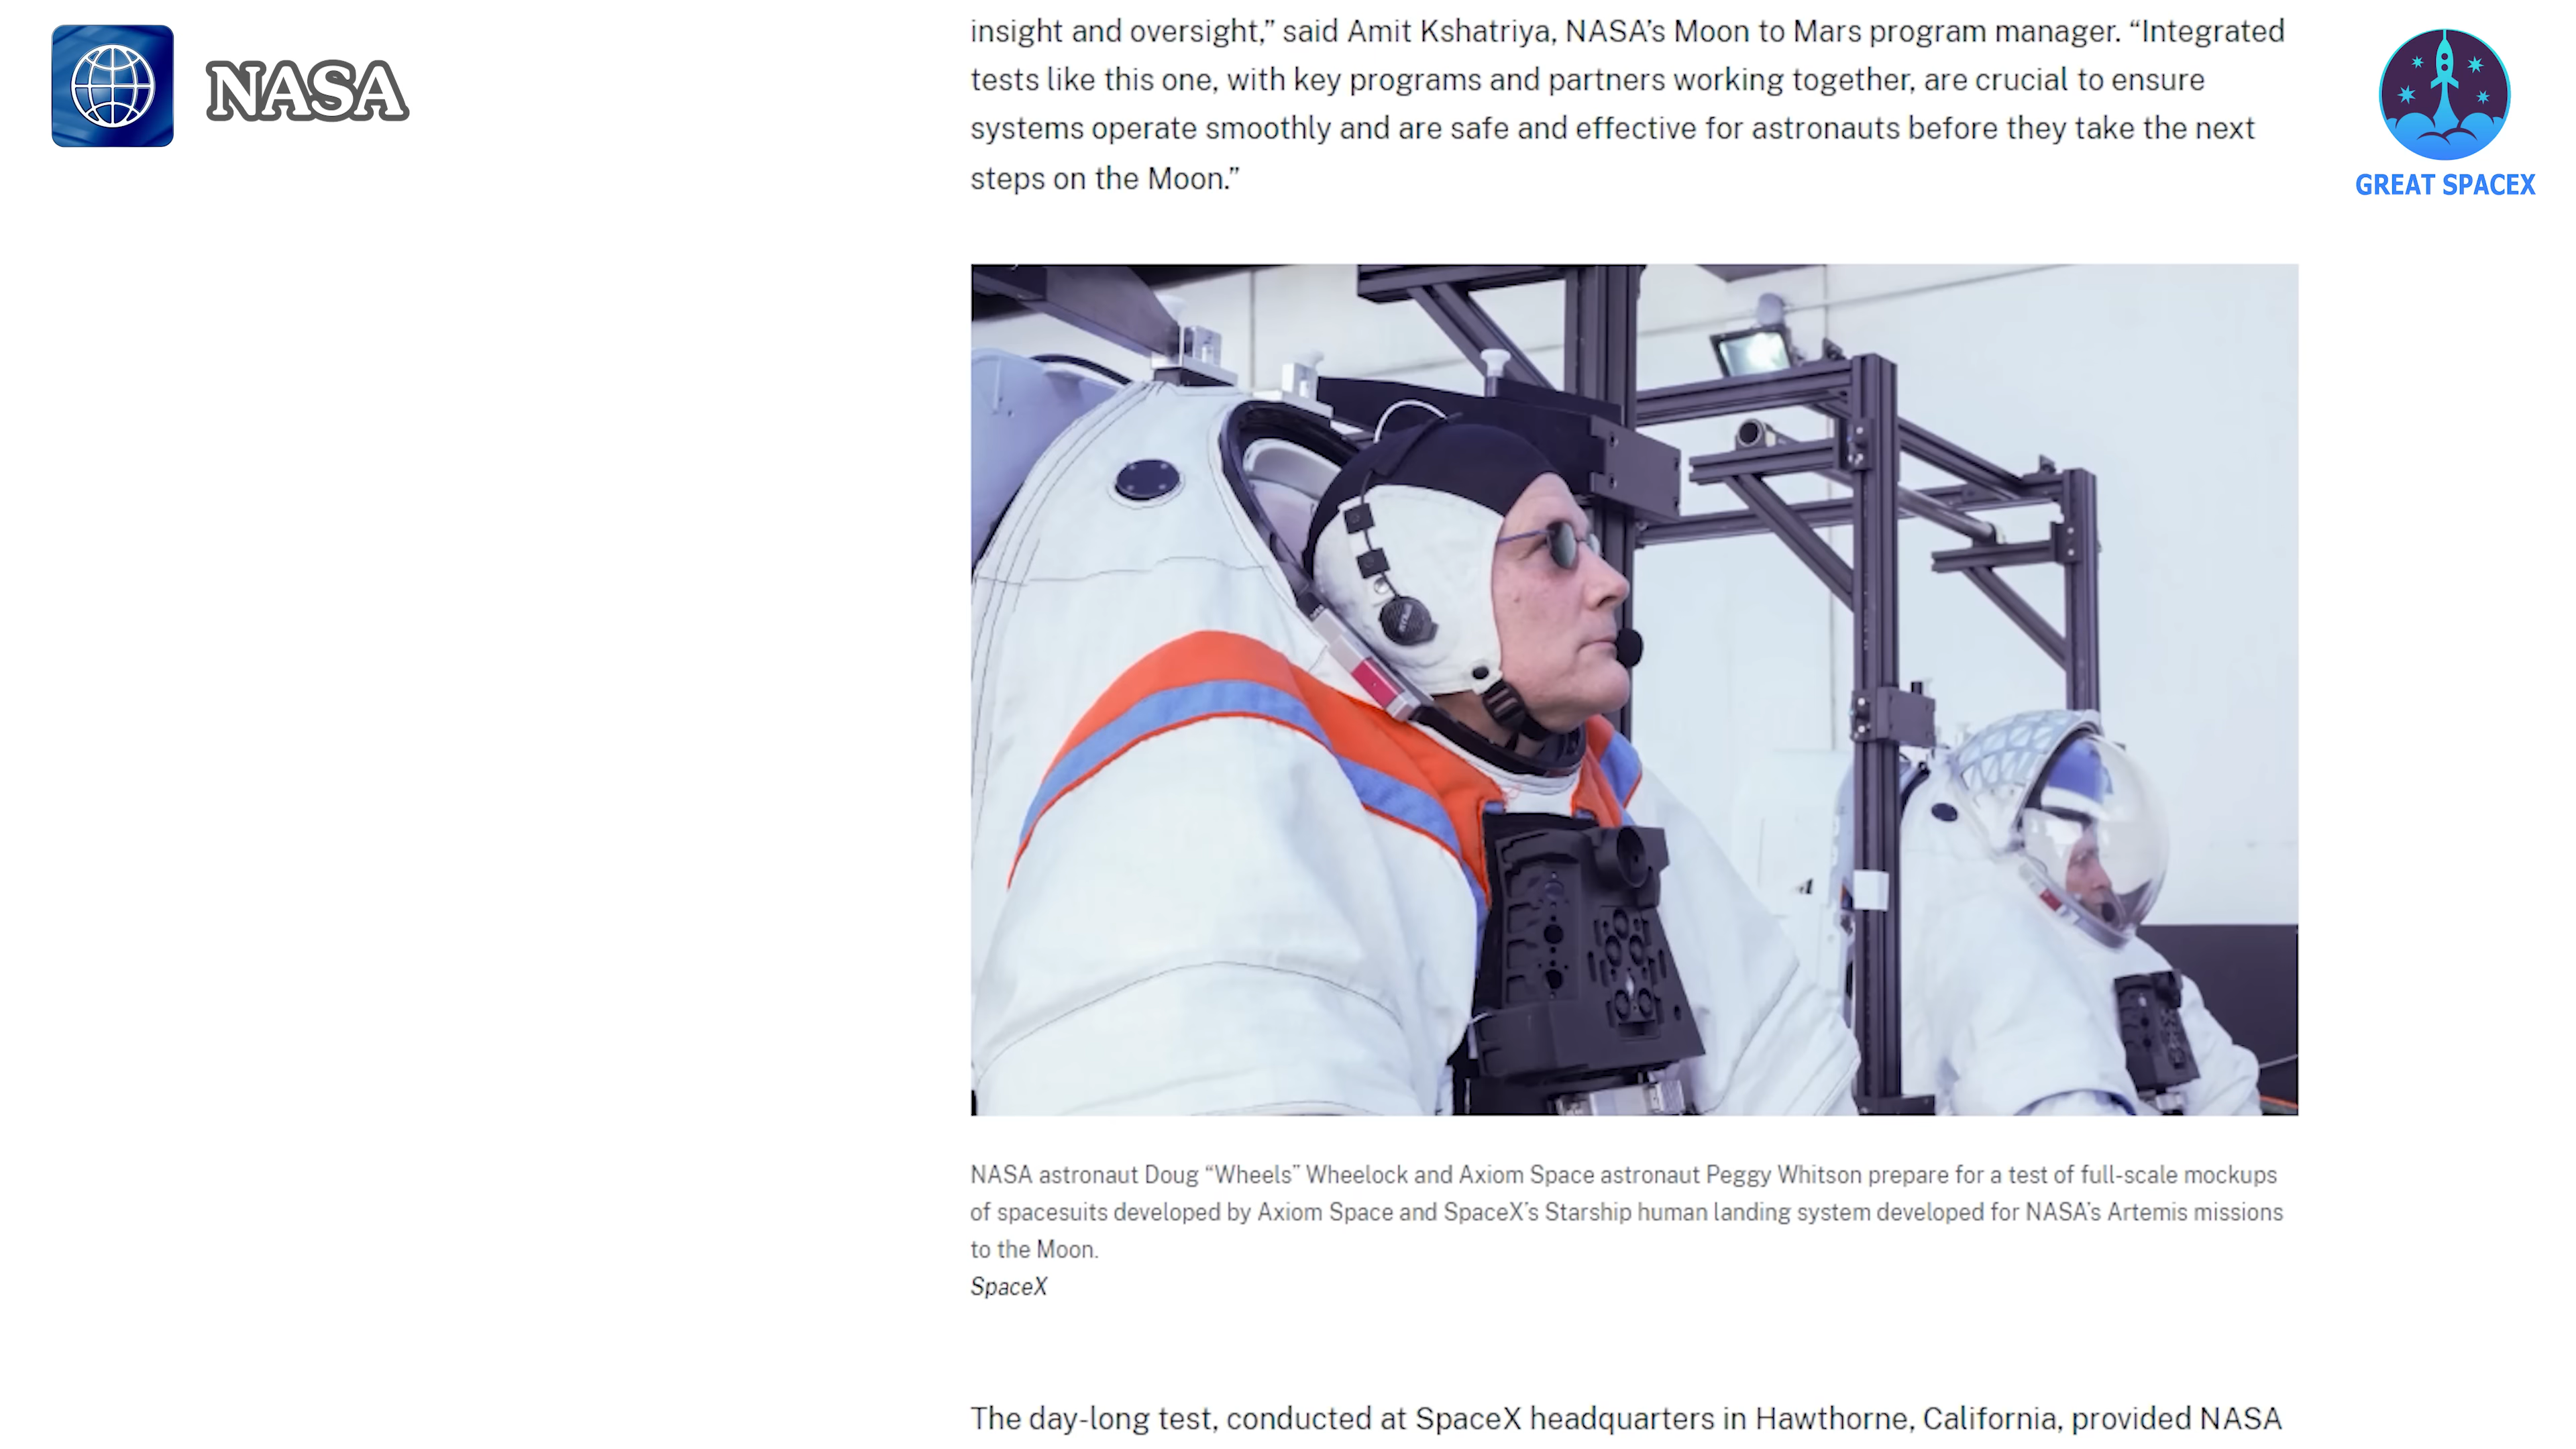 NASA
GREAT SPACEX
insight and oversight,” said Amit Kshatriya, NASA’s Moon to Mars program manager. “Integrated
tests like this one, with key programs and partners working together, are crucial to ensure
systems operate smoothly and are safe and effective for astronauts before they take the next
steps on the Moon.”
NASA astronaut Doug “Wheels” Wheelock and Axiom Space astronaut Peggy Whitson prepare for a test of full-scale mockups
of spacesuits developed by Axiom Space and SpaceX’s Starship human landing system developed for NASA’s Artemis missions
to the Moon.
SpaceX
The day-long test, conducted at SpaceX headquarters in Hawthorne, California, provided NASA